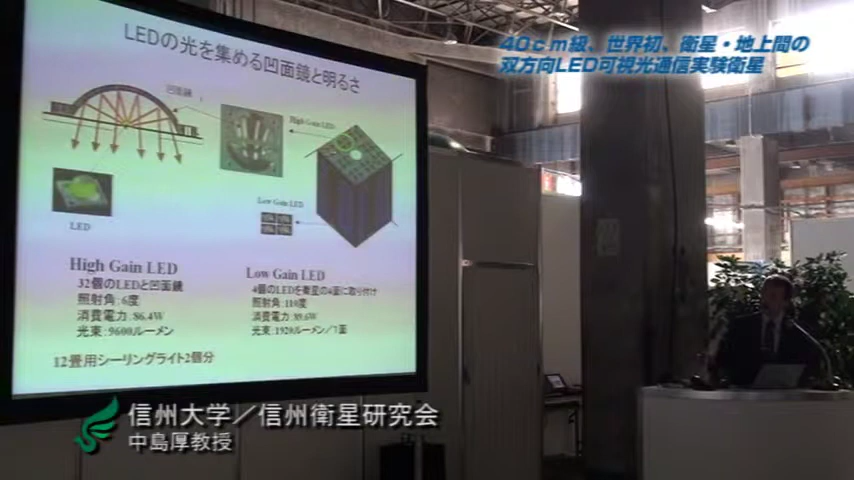 40cm級、世界初、衛星・地上間の
双方向LED可視光通信実験衛星
LEDの光を集める凹面鏡と明るさ
凹面鏡
High Gain LED
Low Gain LED
LED
High Gain LED
32個のLEDと凹面鏡
照射角:6度
消費電力:86.4W
光束:9600ルーメン
12畳用シーリングライト2個分
Low Gain LED
4個のLEDを衛星の4面に取り付け
照射角:110度
消費電力:89.6W
光束:1920ルーメン/1面
信州大学/信州衛星研究会
中島厚教授